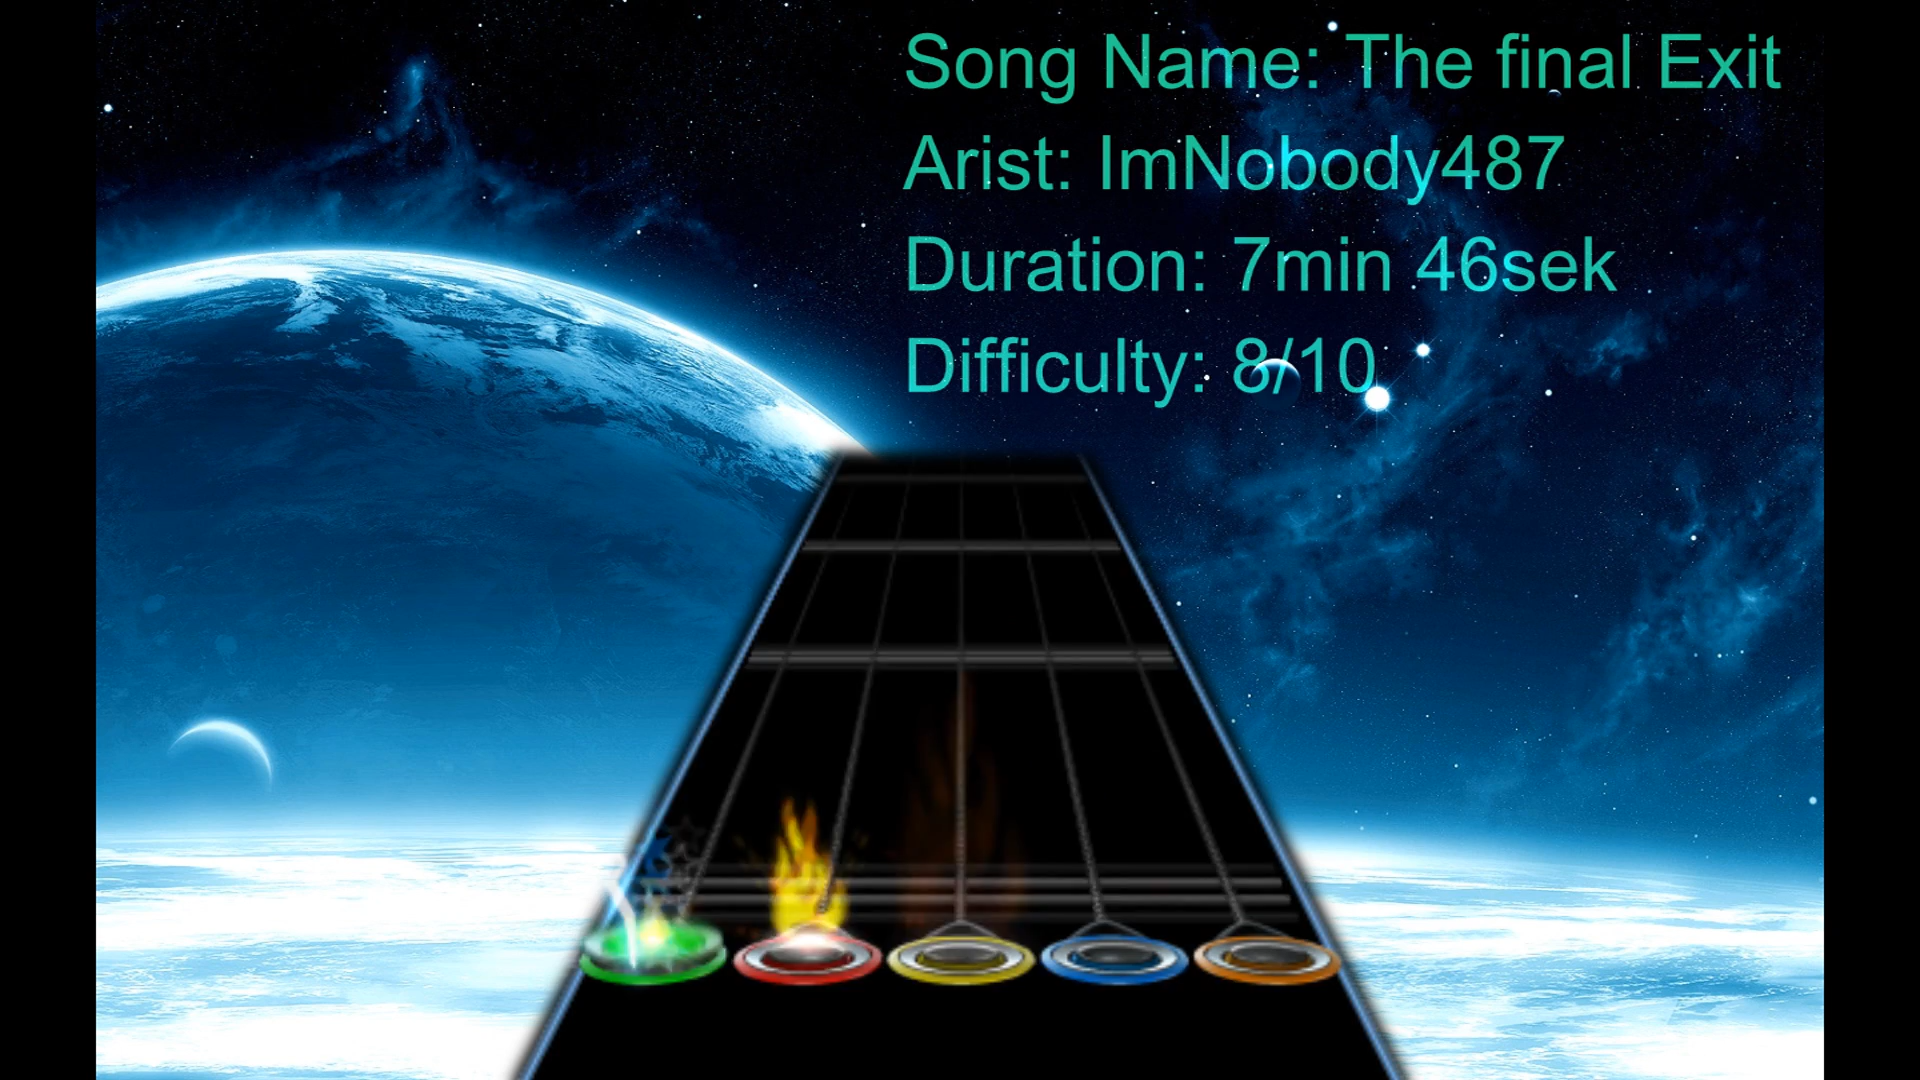 Song Name: The final Exit
Arist: ImNobody487
Duration: 7min 46sek
Difficulty: 8/10